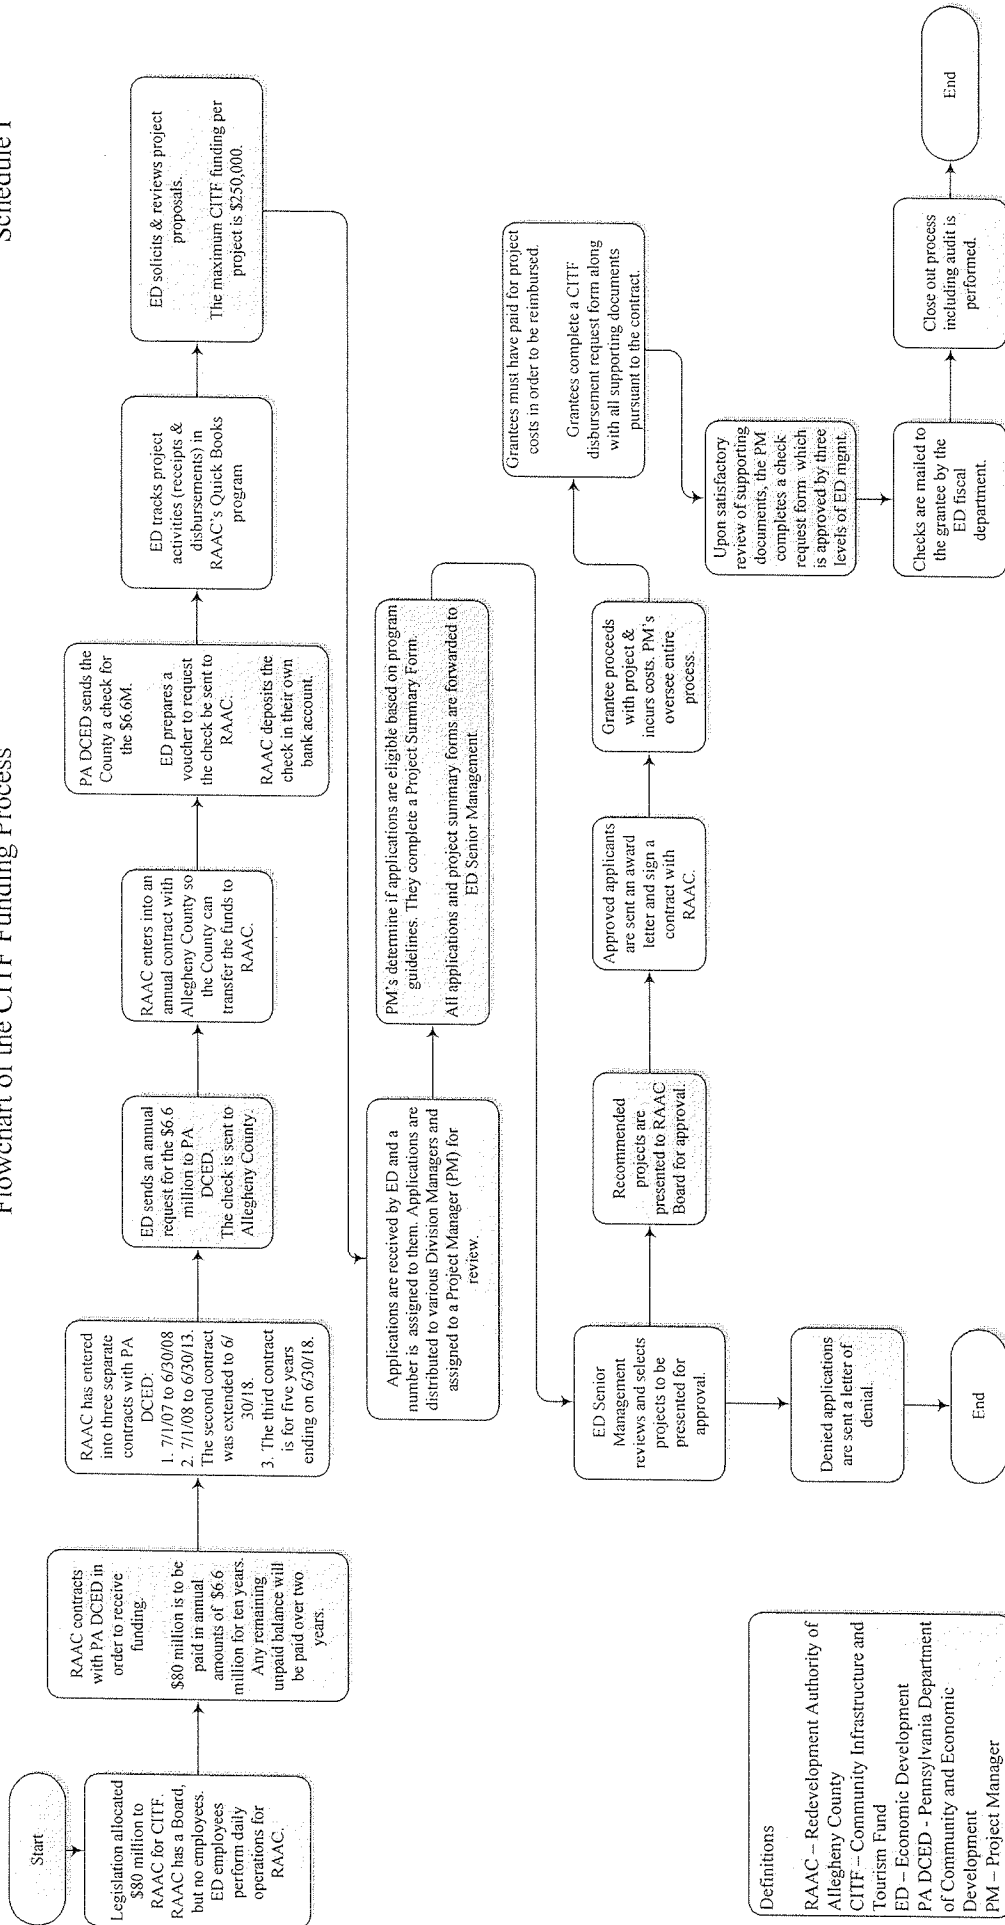 Flowchart of the CITF Funding Process
Schedule I
Start
Legislation allocated
$80 million to
RAAC for CITF.
RAAC has a Board,
but no employees.
ED employees
perform daily
operations for
RAAC.
RAAC contracts
with PA DCED in
order to receive
funding.
$80 million is to be
paid in annual
amounts of $6.6
million for ten years.
Any remaining
unpaid balance will
be paid over two
years.
RAAC has entered
into three separate
contracts with PA
DCED:
1. 7/1/07 to 6/30/08
2. 7/1/08 to 6/30/13.
The second contract
was extended to 6/
30/18.
3. The third contract
is for five years
ending on 6/30/18.
ED sends an annual
request for the $6.6
million to PA
DCED.
The check is sent to
Allegheny County.
RAAC enters into an
annual contract with
Allegheny County so
the County can
transfer the funds to
RAAC.
PA DCED sends the
County a check for
the $6.6M.
ED prepares a
voucher to request
the check be sent to
RAAC.
RAAC deposits the
check in their own
bank account.
ED tracks project
activities (receipts &
disbursements) in
RAAC's Quick Books
program
ED solicits & reviews project
proposals.
The maximum CITF funding per
project is $250,000.
Applications are received by ED and a
number is assigned to them. Applications are
distributed to various Division Managers and
assigned to a Project Manager (PM) for
review.
PM's determine if applications are eligible based on program
guidelines. They complete a Project Summary Form.
All applications and project summary forms are forwarded to
ED Senior Management.
ED Senior
Management
reviews and selects
projects to be
presented for
approval.
Denied applications
are sent a letter of
denial.
End
Recommended
projects are
presented to RAAC
Board for approval.
Approved applicants
are sent an award
letter and sign a
contract with
RAAC.
Grantee proceeds
with project &
incurs costs. PM's
oversee entire
process.
Grantees must have paid for project
costs in order to be reimbursed.
Grantees complete a CITF
disbursement request form along
with all supporting documents
pursuant to the contract.
Upon satisfactory
review of supporting
documents, the PM
completes a check
request form which
is approved by three
levels of ED mgmt.
Checks are mailed to
the grantee by the
ED fiscal
department.
Close out process
including audit is
performed.
End
Definitions
RAAC – Redevelopment Authority of
Allegheny County
CITF – Community Infrastructure and
Tourism Fund
ED – Economic Development
PA DCED - Pennsylvania Department
of Community and Economic
Development
PM – Project Manager